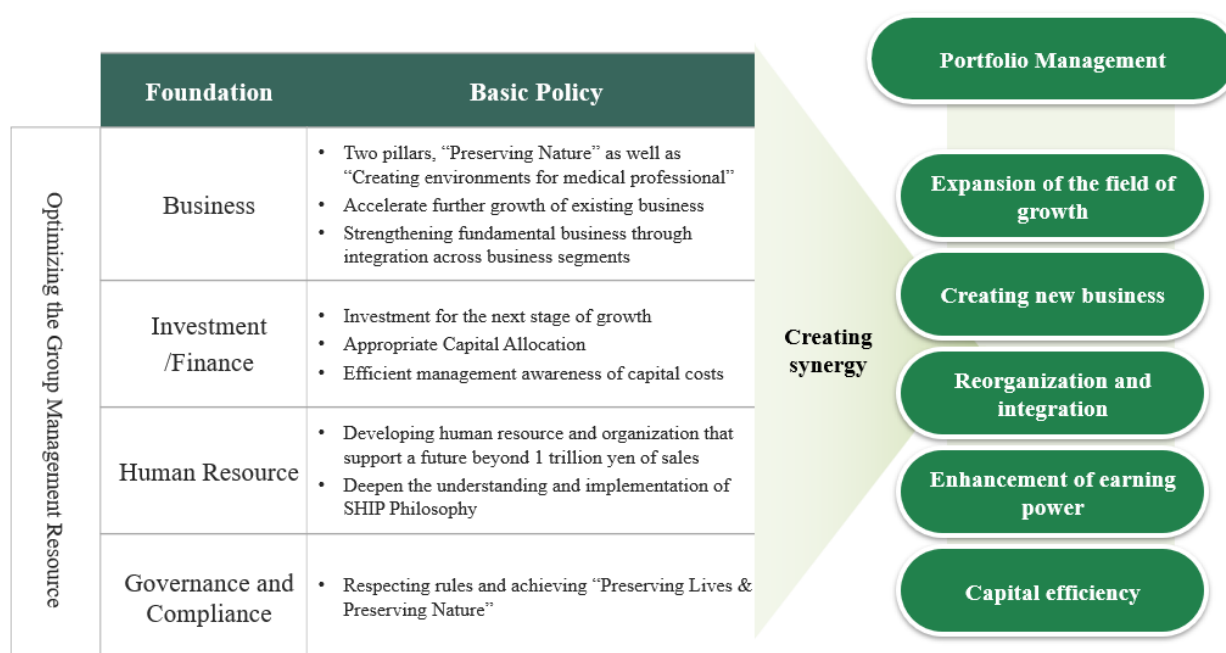 Foundation
Basic Policy
Optimizing the Group Management Resource
Business
• Two pillars, “Preserving Nature” as well as
“Creating environments for medical professional”
• Accelerate further growth of existing business
• Strengthening fundamental business through
integration across business segments
Investment
/Finance
• Investment for the next stage of growth
• Appropriate Capital Allocation
• Efficient management awareness of capital costs
Human Resource
• Developing human resource and organization that
support a future beyond 1 trillion yen of sales
• Deepen the understanding and implementation of
SHIP Philosophy
Governance and
Compliance
• Respecting rules and achieving “Preserving Lives &
Preserving Nature”
Creating
synergy
Portfolio Management
Expansion of the field of
growth
Creating new business
Reorganization and
integration
Enhancement of earning
power
Capital efficiency